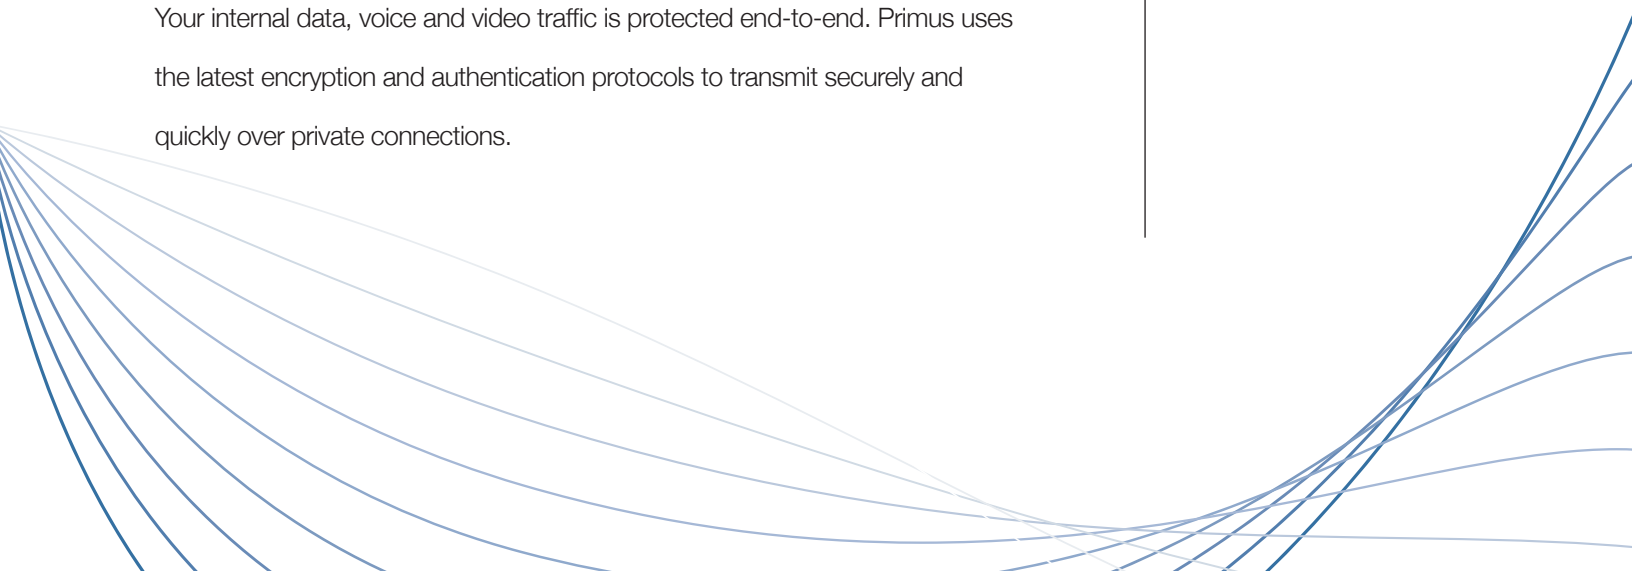 Your internal data, voice and video traffic is protected end-to-end. Primus uses
the latest encryption and authentication protocols to transmit securely and
quickly over private connections.